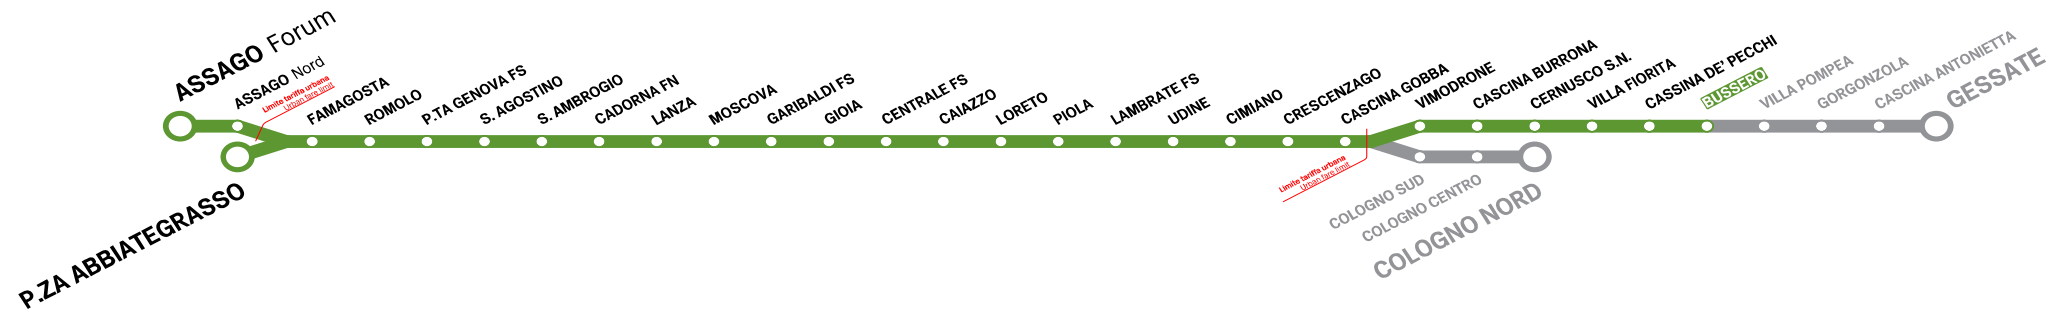 ASSAGO Forum
ASSAGO Nord
Limite tariffa urbana
Urban fare limit
P.ZA ABBIATEGRASSO
FAMAGOSTA
ROMOLO
P.TA GENOVA FS
S. AGOSTINO
S. AMBROGIO
CADORNA FN
LANZA
MOSCOVA
GARIBALDI FS
GIOIA
CENTRALE FS
CAIAZZO
LORETO
PIOLA
LAMBRATE FS
UDINE
CIMIANO
CRESCENZAGO
CASCINA GOBBA
Limite tariffa urbana
Urban fare limit
VIMODRONE
CASCINA BURRONA
CERNUSCO S.N.
VILLA FIORITA
CASSINA DE' PECCHI
BUSSERO
VILLA POMPEA
GORGONZOLA
CASCINA ANTONIETTA
GESSATE
COLOGNO SUD
COLOGNO CENTRO
COLOGNO NORD